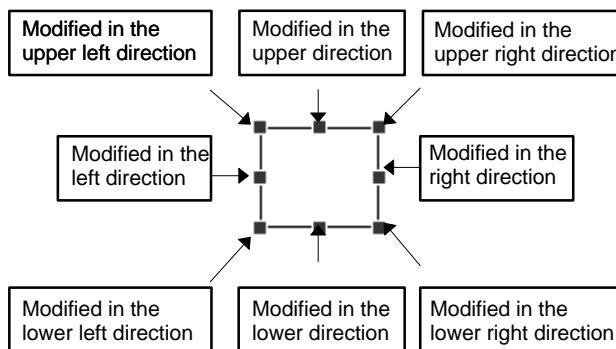 Modified in the
upper left direction
Modified in the
upper direction
Modified in the
upper right direction
Modified in the
left direction
Modified in the
right direction
Modified in the
lower left direction
Modified in the
lower direction
Modified in the
lower right direction